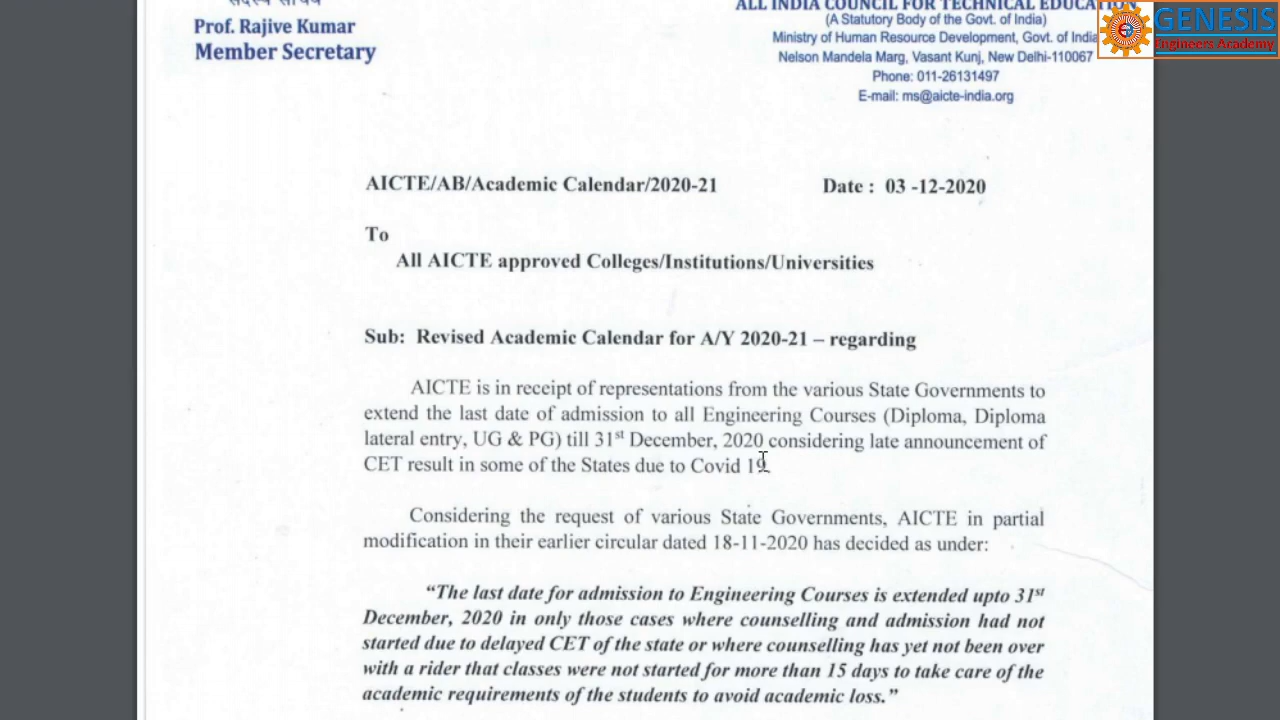 सदस्य सचिव
Prof. Rajive Kumar
Member Secretary
ALL INDIA COUNCIL FOR TECHNICAL EDUCATION
(A Statutory Body of the Govt. of India)
Ministry of Human Resource Development, Govt. of India
Nelson Mandela Marg, Vasant Kunj, New Delhi-110067
Phone: 011-26131497
E-mail: ms@aicte-india.org
GENESIS
Engineers Academy
AICTE/AB/Academic Calendar/2020-21 Date : 03 -12-2020
To
All AICTE approved Colleges/Institutions/Universities
Sub: Revised Academic Calendar for A/Y 2020-21 – regarding
AICTE is in receipt of representations from the various State Governments to
extend the last date of admission to all Engineering Courses (Diploma, Diploma
lateral entry, UG & PG) till 31st December, 2020 considering late announcement of
CET result in some of the States due to Covid 19.
Considering the request of various State Governments, AICTE in partial
modification in their earlier circular dated 18-11-2020 has decided as under:
“The last date for admission to Engineering Courses is extended upto 31st
December, 2020 in only those cases where counselling and admission had not
started due to delayed CET of the state or where counselling has yet not been over
with a rider that classes were not started for more than 15 days to take care of the
academic requirements of the students to avoid academic loss.”